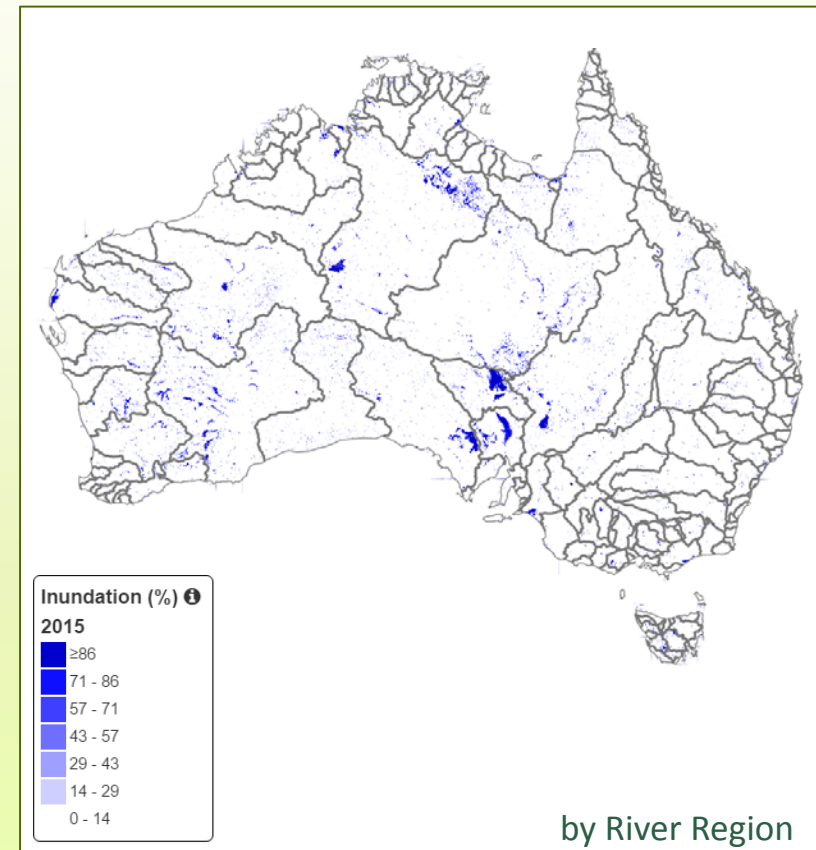 Inundation (%) ℹ
2015
≥86
71 - 86
57 - 71
43 - 57
29 - 43
14 - 29
0 - 14
by River Region